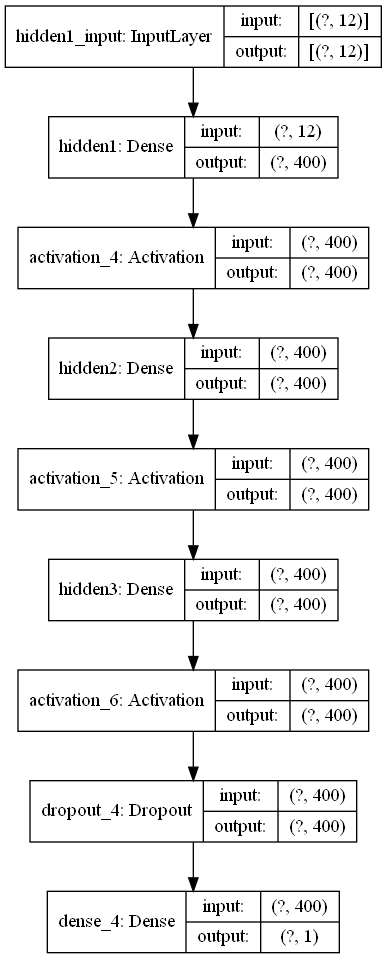 hidden1_input: InputLayer
input: [(?, 12)]
output: [(?, 12)]
hidden1: Dense
input: (?, 12)
output: (?, 400)
activation_4: Activation
input: (?, 400)
output: (?, 400)
hidden2: Dense
input: (?, 400)
output: (?, 400)
activation_5: Activation
input: (?, 400)
output: (?, 400)
hidden3: Dense
input: (?, 400)
output: (?, 400)
activation_6: Activation
input: (?, 400)
output: (?, 400)
dropout_4: Dropout
input: (?, 400)
output: (?, 400)
dense_4: Dense
input: (?, 400)
output: (?, 1)